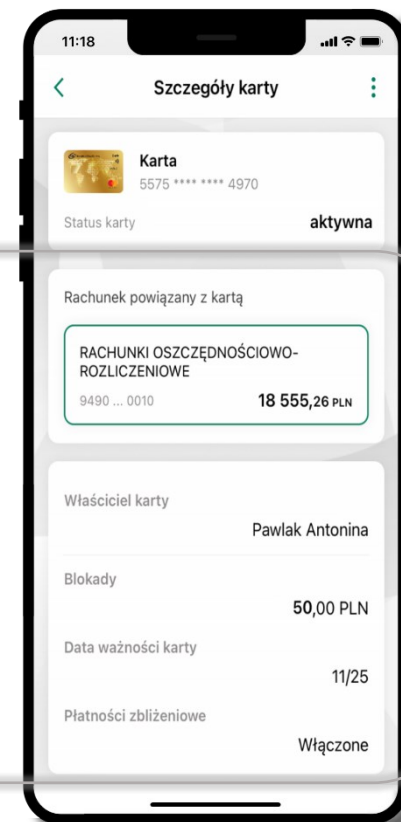 11:18
Szczegóły karty
Karta
5575 **** **** 4970
Status karty aktywna
Rachunek powiązany z kartą
RACHUNKI OSZCZĘDNOŚCIOWO-
ROZLICZENIOWE
9490 ... 0010 18 555,26 PLN
Właściciel karty
Pawlak Antonina
Blokady
50,00 PLN
Data ważności karty
11/25
Płatności zbliżeniowe
Włączone